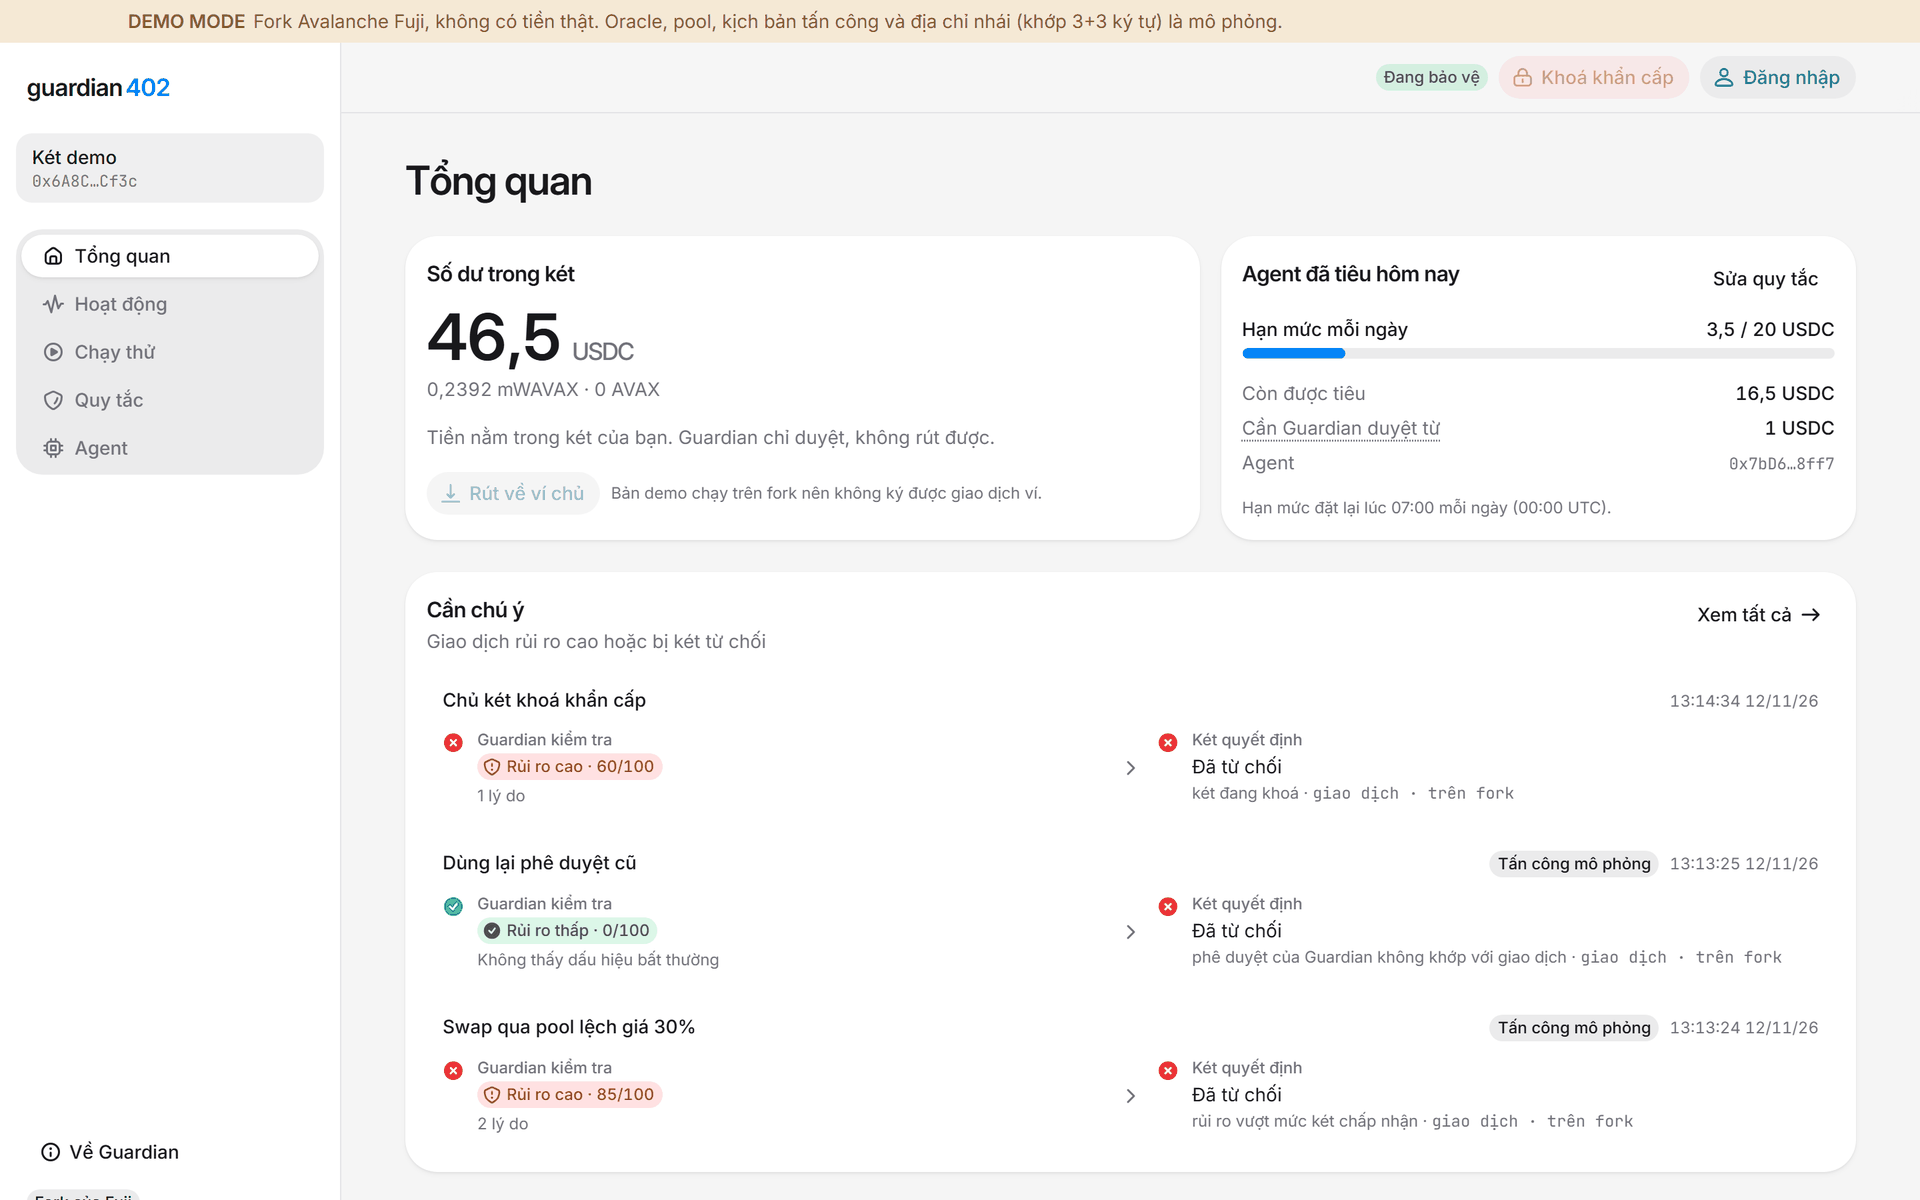 DEMO MODE Fork Avalanche Fuji, không có tiền thật. Oracle, pool, kịch bản tấn công và địa chỉ nhái (khớp 3+3 ký tự) là mô phỏng.
guardian402
Đang bảo vệ
Khoá khẩn cấp
Đăng nhập
Két demo
0x6A8C…Cf3c
Tổng quan
Hoạt động
Chạy thử
Quy tắc
Agent
Về Guardian
Fork của Fuji
Tổng quan
Số dư trong két
46,5 USDC
0,2392 mWAVAX · 0 AVAX
Tiền nằm trong két của bạn. Guardian chỉ duyệt, không rút được.
Rút về ví chủ
Bản demo chạy trên fork nên không ký được giao dịch ví.
Agent đã tiêu hôm nay
Sửa quy tắc
Hạn mức mỗi ngày 3,5 / 20 USDC
Còn được tiêu 16,5 USDC
Cần Guardian duyệt từ 1 USDC
Agent 0x7bD6…8ff7
Hạn mức đặt lại lúc 07:00 mỗi ngày (00:00 UTC).
Cần chú ý
Giao dịch rủi ro cao hoặc bị két từ chối
Xem tất cả
Chủ két khoá khẩn cấp
13:14:34 12/11/26
Guardian kiểm tra
Rủi ro cao · 60/100
1 lý do
Két quyết định
Đã từ chối
két đang khoá · giao dịch · trên fork
Dùng lại phê duyệt cũ
Tấn công mô phỏng
13:13:25 12/11/26
Guardian kiểm tra
Rủi ro thấp · 0/100
Không thấy dấu hiệu bất thường
Két quyết định
Đã từ chối
phê duyệt của Guardian không khớp với giao dịch · giao dịch · trên fork
Swap qua pool lệch giá 30%
Tấn công mô phỏng
13:13:24 12/11/26
Guardian kiểm tra
Rủi ro cao · 85/100
2 lý do
Két quyết định
Đã từ chối
rủi ro vượt mức két chấp nhận · giao dịch · trên fork